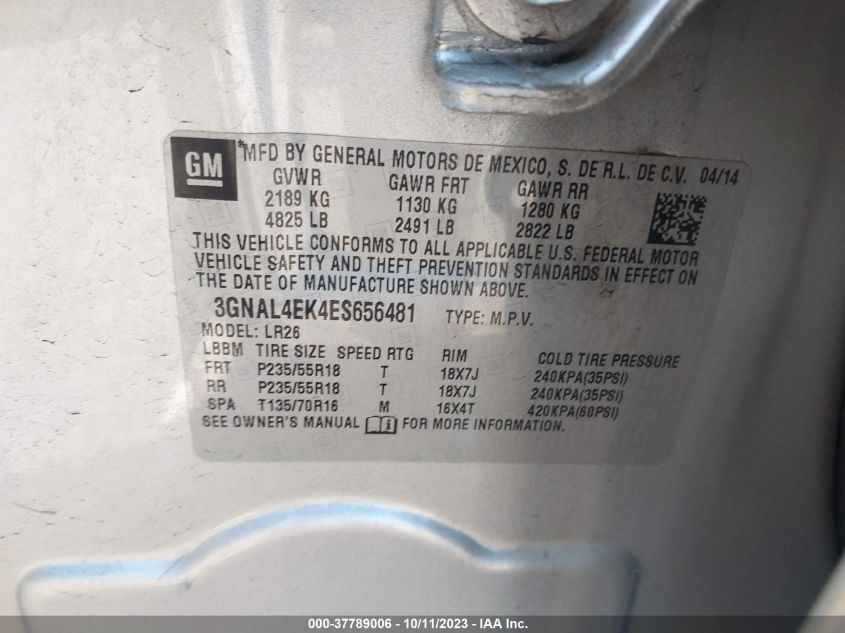 GM
*MFD BY GENERAL MOTORS DE MEXICO, S. DE R.L. DE C.V. 04/14
GVWR GAWR FRT GAWR RR
2189 KG 1130 KG 1280 KG
4825 LB 2491 LB 2822 LB
THIS VEHICLE CONFORMS TO ALL APPLICABLE U.S. FEDERAL MOTOR
VEHICLE SAFETY AND THEFT PREVENTION STANDARDS IN EFFECT ON
THE DATE OF MANUFACTURE SHOWN ABOVE.
3GNAL4EK4ES656481 TYPE: M.P.V.
MODEL: LR26
LBBM TIRE SIZE SPEED RTG RIM COLD TIRE PRESSURE
FRT P235/55R18 T 18X7J 240KPA(35PSI)
RR P235/55R18 T 18X7J 240KPA(35PSI)
SPA T135/70R16 M 16X4T 420KPA(60PSI)
SEE OWNER'S MANUAL FOR MORE INFORMATION.
000-37789006 - 10/11/2023 - IAA Inc.